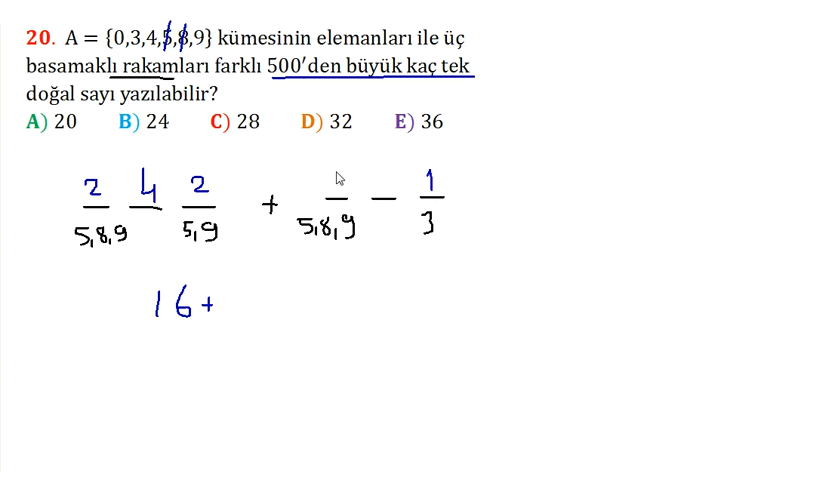 20. A = {0,3,4,5,8,9} kümesinin elemanları ile üç
basamaklı rakamları farklı 500'den büyük kaç tek
doğal sayı yazılabilir?
A) 20 B) 24 C) 28 D) 32 E) 36
2 4 2 + 1
5,8,9 5,9 5,8,9 3
16+